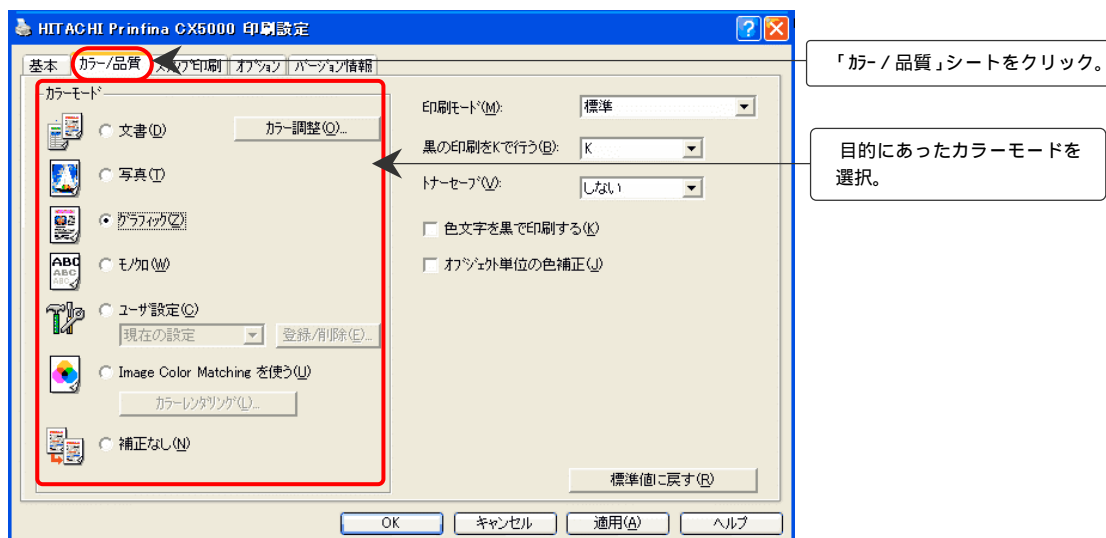 HITACHI Prinfina CX5000 印刷設定
基本 ｶﾗｰ/品質 ｽﾀﾝﾌﾟ印刷 ｵﾌﾟｼｮﾝ ﾊﾞｰｼﾞｮﾝ情報
「ｶﾗｰ / 品質」シートをクリック。
ｶﾗｰﾓｰﾄﾞ
文書(D) ｶﾗｰ調整(O)...
写真(T)
ｸﾞﾗﾌｨｯｸ(Z)
ABC
ABC
ABC
ﾓﾉｸﾛ(W)
ﾕｰｻﾞ設定(C)
現在の設定 登録/削除(E)...
Image Color Matching を使う(U)
ｶﾗｰﾚﾝﾀﾞﾘﾝｸﾞ(L)...
補正なし(N)
印刷ﾓｰﾄﾞ(M): 標準
黒の印刷をKで行う(B): K
ﾄﾅｰｾｰﾌﾞ(V): しない
色文字を黒で印刷する(K)
ｵﾌﾞｼﾞｪｸﾄ単位の色補正(J)
目的にあったカラーモードを
選択。
標準値に戻す(R)
OK キャンセル 適用(A) ヘルプ